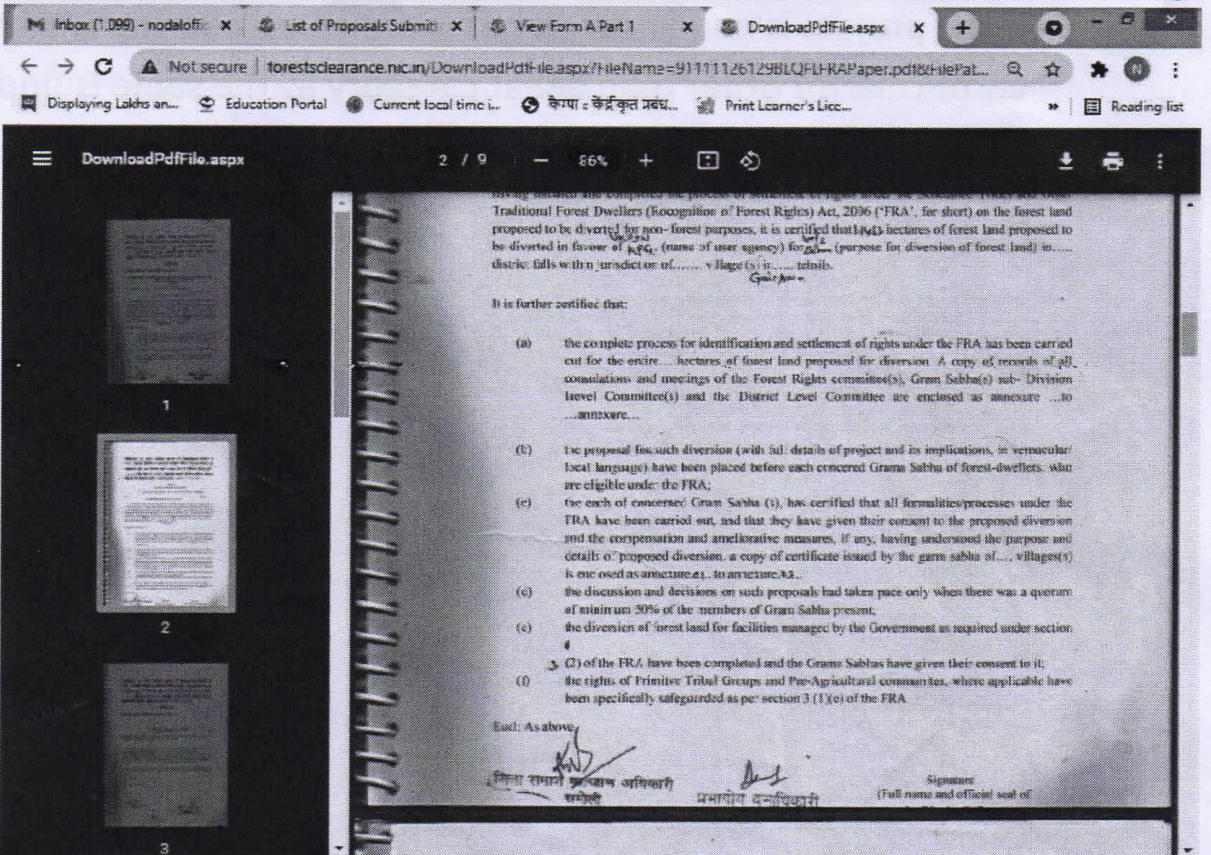 Inbox (1,099) - nodaloffic
List of Proposals Submit
View Form A Part 1
DownloadPdfFile.aspx
Not secure
Displaying Lakhs an...
Education Portal
Current local time i...
Print Learner's Lice...
Reading list
DownloadPdfFile.aspx
2 / 9
86%
Traditional Forest Dwellers (Recognition of Forest Rights) Act, 2006 ('FRA', for short) on the forest land
proposed to be diverted for non- forest purposes, it is certified that hectares of forest land proposed to
be diverted in favour of (name of user agency) for (purpose for diversion of forest land) in.....
district falls within jurisdiction of....... village(s) in...... tehsils.
It is further certified that:
(a) the complete process for identification and settlement of rights under the FRA has been carried
out for the entire... hectares of forest land proposed for diversion. A copy of records of all
consulations and meetings of the Forest Rights committee(s), Gram Sabha(s) sub- Division
Level Committee(s) and the District Level Committee are enclosed as annexure ...to
...annexure...
(b) the proposal for such diversion (with full details of project and its implications, in vernacular/
local language) have been placed before each concered Grama Sabha of forest-dwellers, who
are eligible under the FRA;
(c) the each of concerned Gram Sabha (s), has certified that all formalities/processes under the
FRA have been carried out, and that they have given their consent to the proposed diversion
and the compensation and ameliorative measures, if any, having understood the purpose and
details of proposed diversion. a copy of certificate issued by the garm sabha of.... villages(s)
is enclosed as annexure to annexure
(d) the discussion and decisions on such proposals had taken pace only when there was a quorum
of minimum 50% of the members of Gram Sabha present;
(e) the diversion of forest land for facilities managed by the Government as required under section
3 (2) of the FRA have been completed and the Grama Sabhas have given their consent to it;
(f) the rights of Primitev Tribal Groups and Pre-Agricultural communites, where applicable have
been specifically safeguarded as per section 3 (1)(e) of the FRA
Encl: As above
Signature
(Full name and official seal of
1
2
3